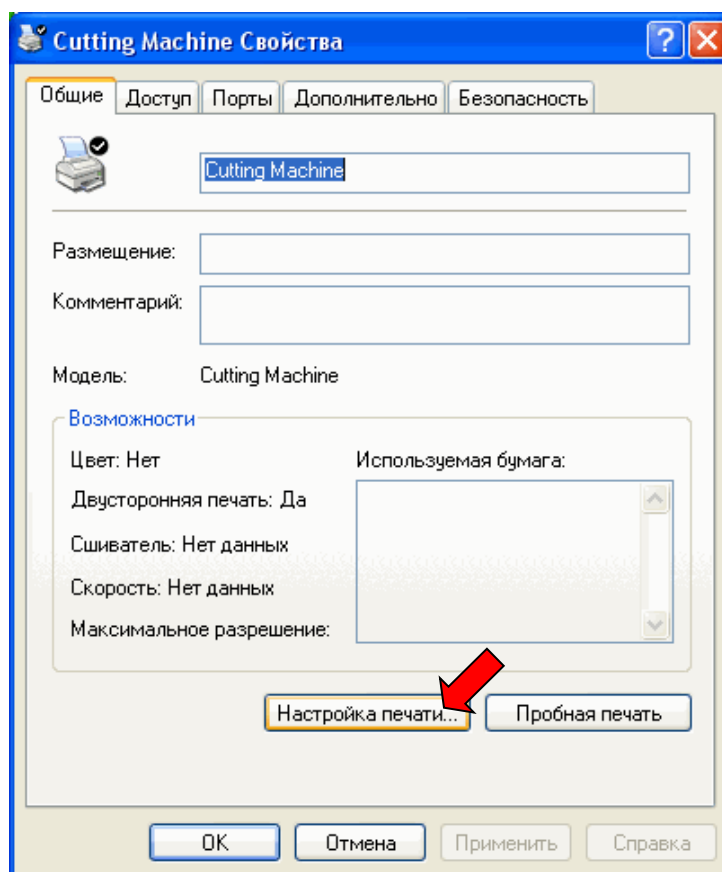 Cutting Machine Свойства
?
Общие Доступ Порты Дополнительно Безопасность
Cutting Machine
Размещение:
Комментарий:
Модель: Cutting Machine
Возможности
Цвет: Нет Используемая бумага:
Двусторонняя печать: Да
Сшиватель: Нет данных
Скорость: Нет данных
Максимальное разрешение:
Настройка печати... Пробная печать
OK Отмена Применить Справка